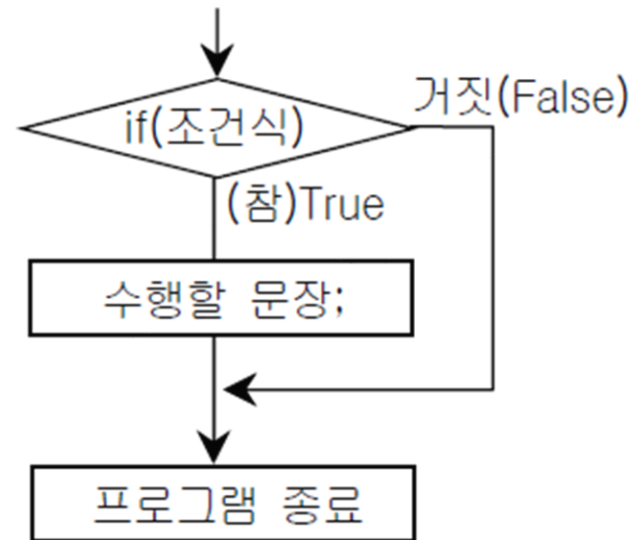 거짓(False)
if(조건식)
(참)True
수행할 문장;
프로그램 종료